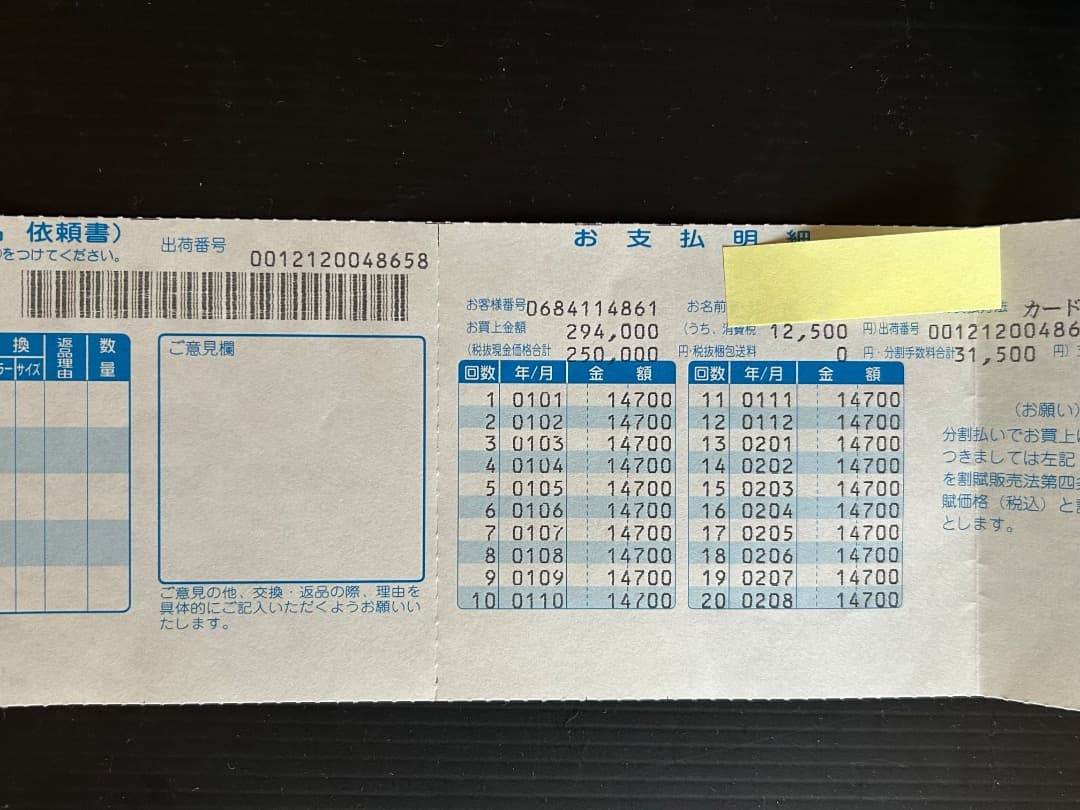 依頼書)
をつけてください。
出荷番号 0012120048658
換 返品理由 数量
ラー サイズ
ご意見欄
ご意見の他、交換・返品の際、理由を
具体的にご記入いただくようお願いい
たします。
お支払明細
お客様番号 0684114861 お名前 カード
お買上金額 294,000 (うち、消費税 12,500 円) 出荷番号 001212004865
(税抜現金価格合計 250,000 円・税抜梱包送料 0 円・分割手数料合計 31,500 円)
回数 年/月 金額 回数 年/月 金額
1 0101 14700 11 0111 14700
2 0102 14700 12 0112 14700
3 0103 14700 13 0201 14700
4 0104 14700 14 0202 14700
5 0105 14700 15 0203 14700
6 0106 14700 16 0204 14700
7 0107 14700 17 0205 14700
8 0108 14700 18 0206 14700
9 0109 14700 19 0207 14700
10 0110 14700 20 0208 14700
(お願い)
分割払いでお買上
つきましては左記
を割賦販売法第四
賦価格(税込)と
とします。